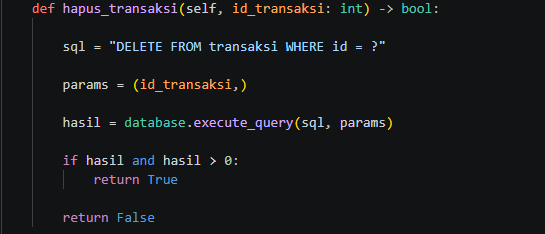 def hapus_transaksi(self, id_transaksi: int) -> bool:
sql = "DELETE FROM transaksi WHERE id = ?"
params = (id_transaksi,)
hasil = database.execute_query(sql, params)
if hasil and hasil > 0:
return True
return False